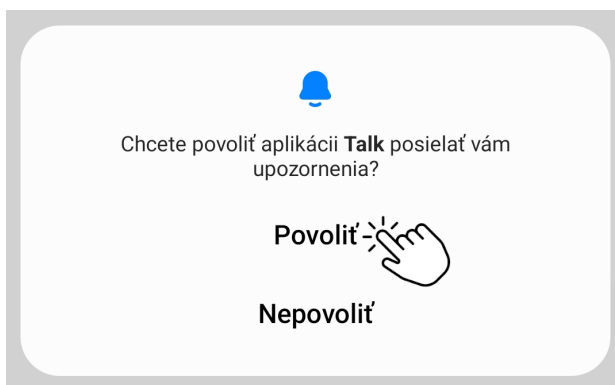 Chcete povoliť aplikácii Talk posielať vám
upozornenia?
Povoliť
Nepovoliť